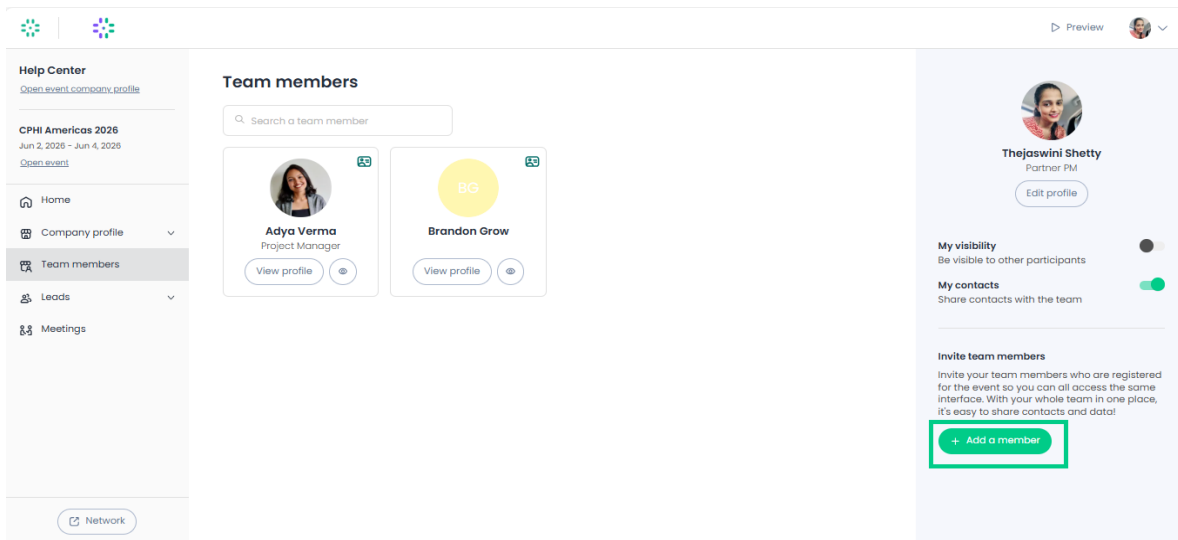 Preview
Help Center
Open event company profile
CPHI Americas 2026
Jun 2, 2026 - Jun 4, 2026
Open event
Home
Company profile
Team members
Leads
Meetings
Network
Team members
Search a team member
Adya Verma
Project Manager
View profile
BG
Brandon Grow
View profile
Thejaswini Shetty
Partner PM
Edit profile
My visibility
Be visible to other participants
My contacts
Share contacts with the team
Invite team members
Invite your team members who are registered
for the event so you can all access the same
interface. With your whole team in one place,
it's easy to share contacts and data!
+ Add a member